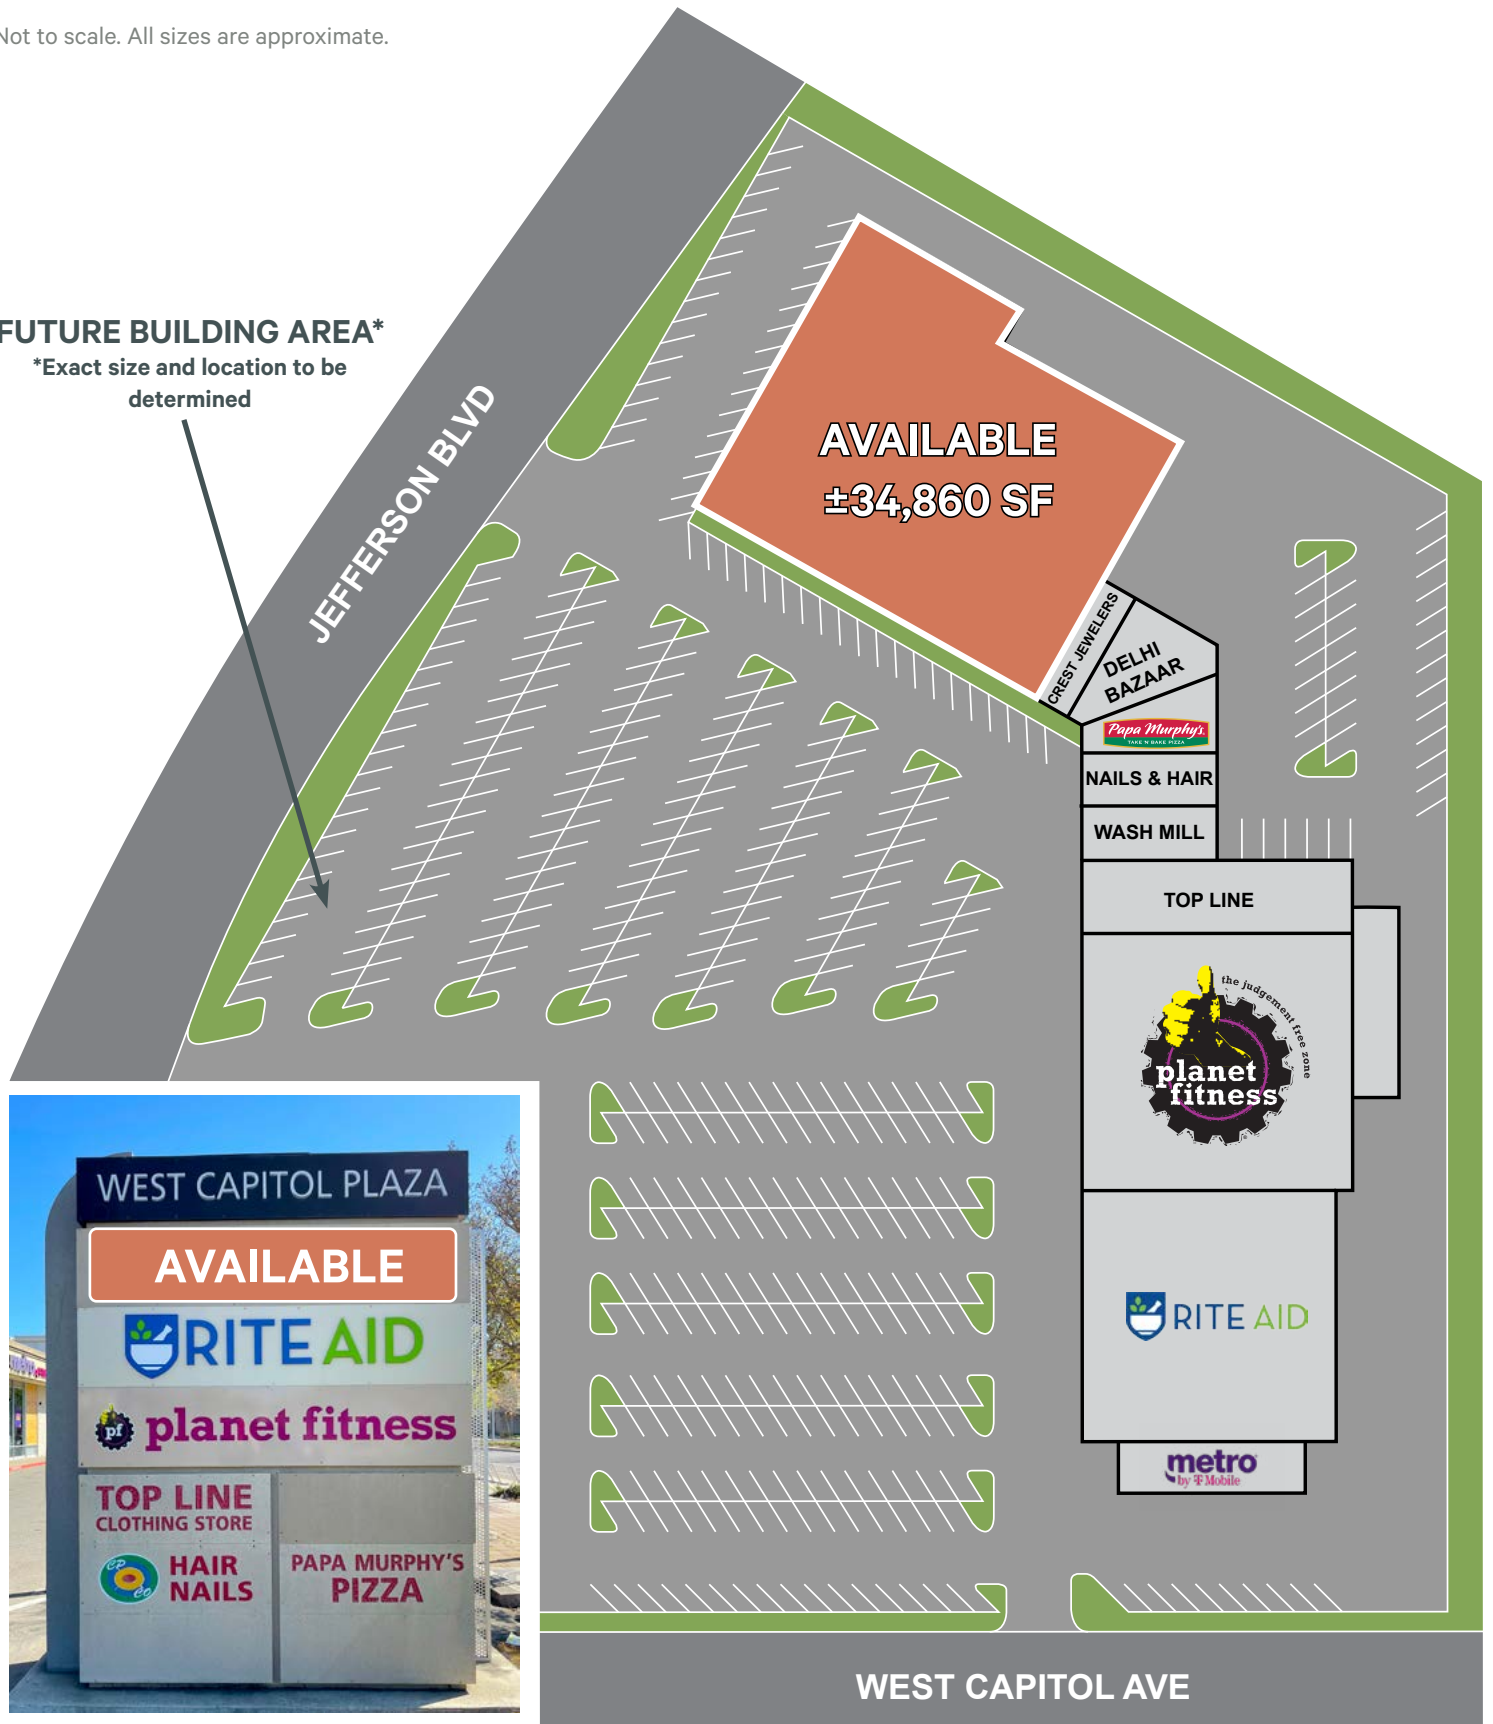 Not to scale. All sizes are approximate.
FUTURE BUILDING AREA*
*Exact size and location to be
determined
JEFFERSON BLVD
AVAILABLE
±34,860 SF
CREST JEWELERS
DELHI
BAZAAR
Papa Murphy's
TAKE 'N' BAKE PIZZA
NAILS & HAIR
WASH MILL
TOP LINE
the judgement free zone
planet
fitness
RITE AID
metro
by T Mobile
WEST CAPITOL AVE
WEST CAPITOL PLAZA
AVAILABLE
RITE AID
pf planet fitness
TOP LINE
CLOTHING STORE
HAIR
NAILS
PAPA MURPHY'S
PIZZA